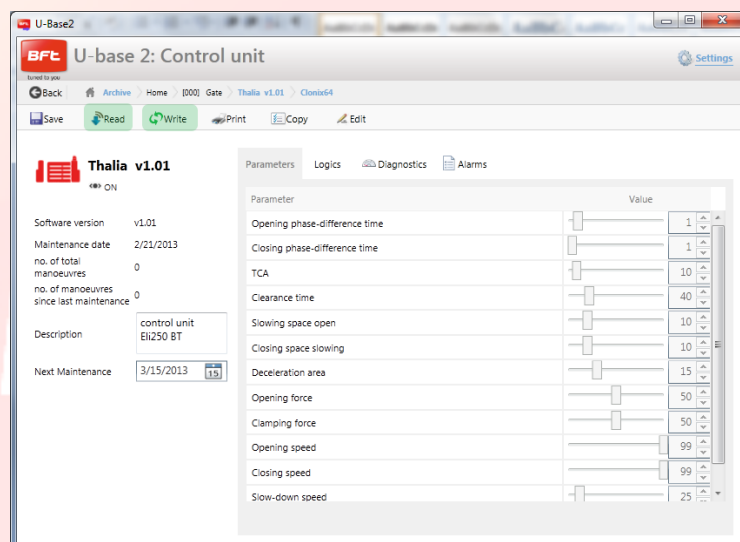 U-Base2
BFt
tuned to you
U-base 2: Control unit
Settings
Back Archive Home [000] Gate Thalia v1.01 Clonix64
Save Read Write Print Copy Edit
Thalia v1.01
ON
Software version v1.01
Maintenance date 2/21/2013
no. of total
manoeuvres 0
no. of manoeuvres
since last maintenance 0
Description control unit
Eli250 BT
Next Maintenance 3/15/2013 15
Parameters Logics Diagnostics Alarms
Parameter Value
Opening phase-difference time 1
Closing phase-difference time 1
TCA 10
Clearance time 40
Slowing space open 10
Closing space slowing 10
Deceleration area 15
Opening force 50
Clamping force 50
Opening speed 99
Closing speed 99
Slow-down speed 25